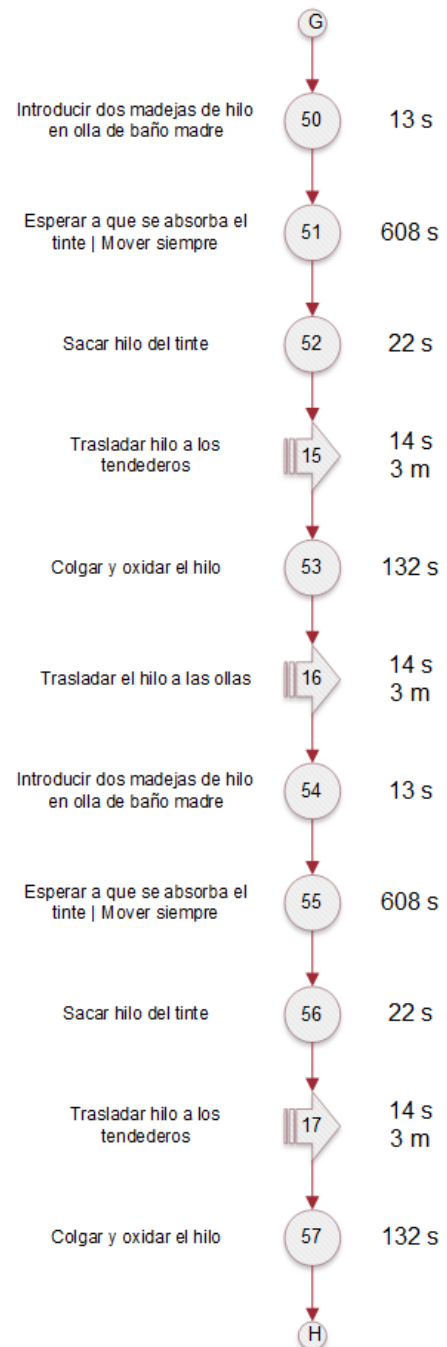 G
Introducir dos madejas de hilo
en olla de baño madre
50
13 s
Esperar a que se absorba el
tinte | Mover siempre
51
608 s
Sacar hilo del tinte
52
22 s
Trasladar hilo a los
tendederos
15
14 s
3 m
Colgar y oxidar el hilo
53
132 s
Trasladar el hilo a las ollas
16
14 s
3 m
Introducir dos madejas de hilo
en olla de baño madre
54
13 s
Esperar a que se absorba el
tinte | Mover siempre
55
608 s
Sacar hilo del tinte
56
22 s
Trasladar hilo a los
tendederos
17
14 s
3 m
Colgar y oxidar el hilo
57
132 s
H